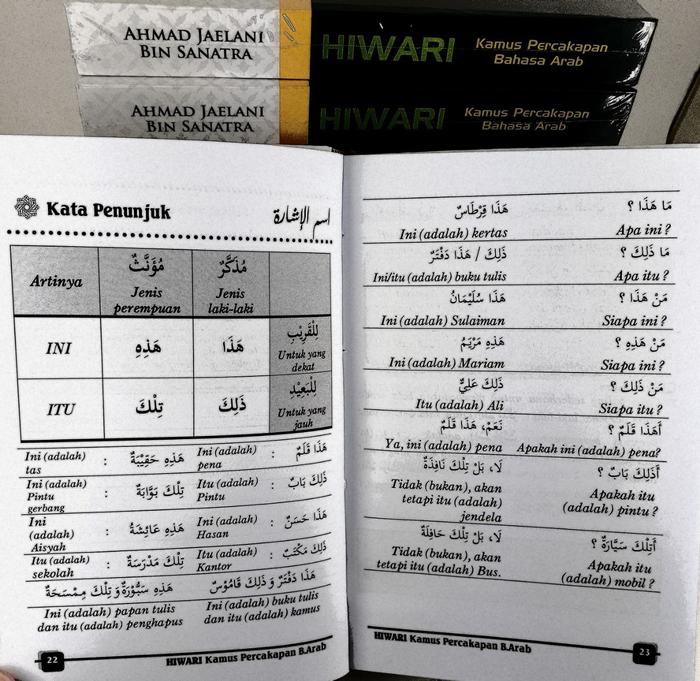 AHMAD JAELANI
BIN SANATRA
HIWARI
Kamus Percakapan
Bahasa Arab
AHMAD JAELANI
BIN SANATRA
HIWARI
Kamus Percakapan
Bahasa Arab
Kata Penunjuk اسم الإشارة
Artinya مُؤَنَّثٌ مُذَكَّرٌ
Jenis perempuan Jenis laki-laki
INI هَذِهِ هَذَا لِلْقَرِيْبِ
Untuk yang dekat
ITU تِلْكَ ذَلِكَ لِلْبَعِيْدِ
Untuk yang jauh
Ini (adalah) tas : هَذِهِ حَقِيْبَةٌ Ini (adalah) pena : هَذَا قَلَمٌ
Ini (adalah) Pintu gerbang : تِلْكَ بَوَّابَةٌ Itu (adalah) Pintu : ذَلِكَ بَابٌ
Ini (adalah) Aisyah : هَذِهِ عَائِشَةُ Ini (adalah) Hasan : هَذَا حَسَنٌ
Itu (adalah) sekolah : تِلْكَ مَدْرَسَةٌ Itu (adalah) Kantor : ذَلِكَ مَكْتَبٌ
هَذِهِ سَبُّوْرَةٌ وَ تِلْكَ مِمْسَحَةٌ هَذَا دَفْتَرٌ وَ ذَلِكَ قَامُوْسٌ
Ini (adalah) papan tulis Ini (adalah) buku tulis
dan itu (adalah) penghapus dan itu (adalah) kamus
22 HIWARI Kamus Percakapan B.Arab
هَذَا قِرْطَاسٌ مَا هَذَا ؟
Ini (adalah) kertas Apa ini ?
ذَلِكَ / هَذَا دَفْتَرٌ مَا ذَلِكَ ؟
Ini/itu (adalah) buku tulis Apa itu ?
هَذَا سُلَيْمَانُ مَنْ هَذَا ؟
Ini (adalah) Sulaiman Siapa ini ?
هَذِهِ مَرْيَمُ مَنْ هَذِهِ ؟
Ini (adalah) Mariam Siapa ini ?
ذَلِكَ عَلِيٌّ مَنْ ذَلِكَ ؟
Itu (adalah) Ali Siapa itu ?
نَعَمْ، هَذَا قَلَمٌ أَهَذَا قَلَمٌ ؟
Ya, ini (adalah) pena Apakah ini (adalah) pena?
لَا، بَلْ تِلْكَ نَافِذَةٌ أَذَلِكَ بَابٌ ؟
Tidak (bukan), akan Apakah itu
tetapi itu (adalah) (adalah) pintu ?
jendela
لَا، بَلْ تِلْكَ حَافِلَةٌ أَتِلْكَ سَيَّارَةٌ ؟
Tidak (bukan), akan Apakah itu
tetapi itu (adalah) Bus. (adalah) mobil ?
HIWARI Kamus Percakapan B.Arab 23